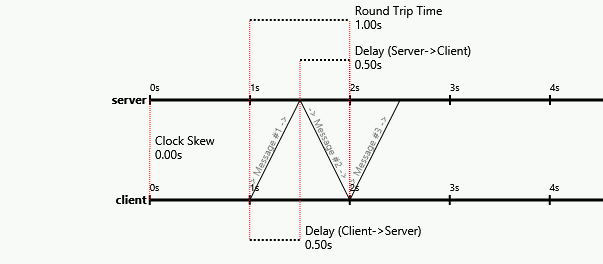 Round Trip Time
1.00s
Delay (Server->Client)
0.50s
0s
1s
2s
3s
4s
server
-> Message #1 ->
-> Message #2 ->
-> Message #3 ->
Clock Skew
0.00s
0s
1s
2s
3s
4s
client
Delay (Client->Server)
0.50s